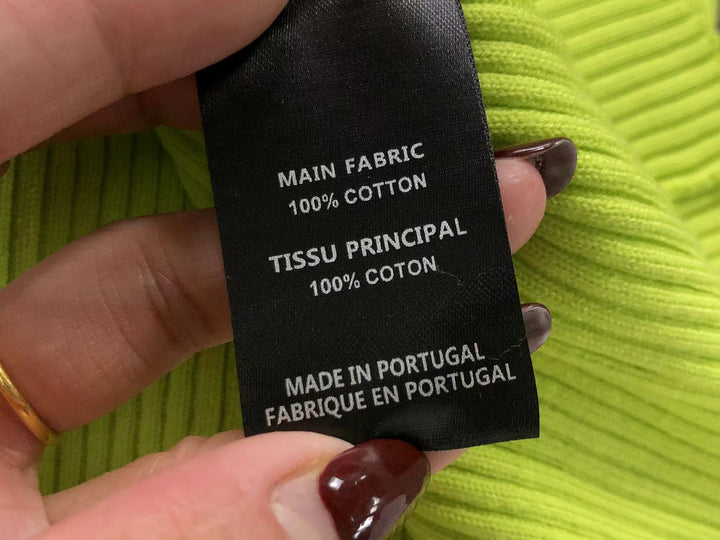 MAIN FABRIC
100% COTTON
TISSU PRINCIPAL
100% COTON
MADE IN PORTUGAL
FABRIQUE EN PORTUGAL